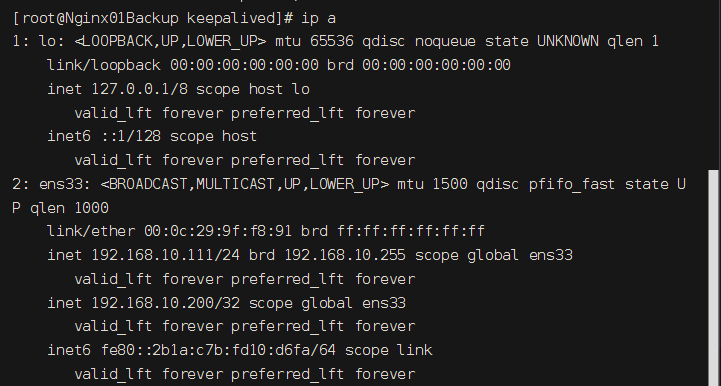 [root@Nginx01Backup keepalived]# ip a
1: lo: <LOOPBACK,UP,LOWER_UP> mtu 65536 qdisc noqueue state UNKNOWN qlen 1
    link/loopback 00:00:00:00:00:00 brd 00:00:00:00:00:00
    inet 127.0.0.1/8 scope host lo
       valid_lft forever preferred_lft forever
    inet6 ::1/128 scope host
       valid_lft forever preferred_lft forever
2: ens33: <BROADCAST,MULTICAST,UP,LOWER_UP> mtu 1500 qdisc pfifo_fast state U
P qlen 1000
    link/ether 00:0c:29:9f:f8:91 brd ff:ff:ff:ff:ff:ff
    inet 192.168.10.111/24 brd 192.168.10.255 scope global ens33
       valid_lft forever preferred_lft forever
    inet 192.168.10.200/32 scope global ens33
       valid_lft forever preferred_lft forever
    inet6 fe80::2b1a:c7b:fd10:d6fa/64 scope link
       valid_lft forever preferred_lft forever